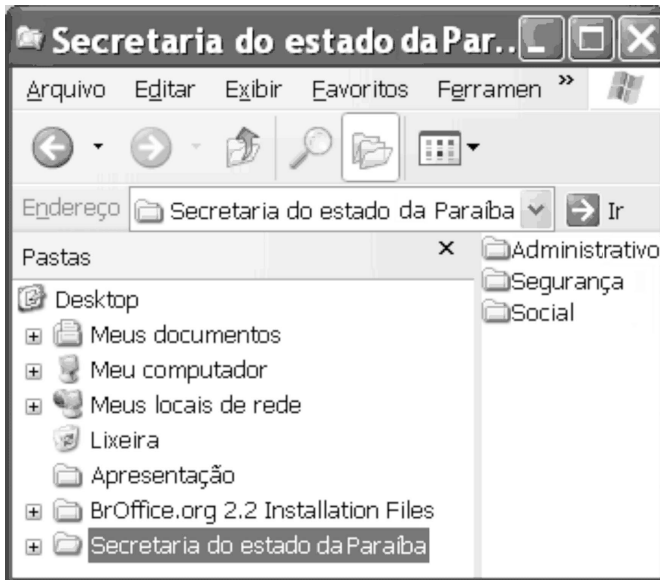 Secretaria do estado da Par..
Arquivo Editar Exibir Favoritos Ferramen »
Endereço Secretaria do estado da Paraíba Ir
Pastas
Desktop
Meus documentos
Meu computador
Meus locais de rede
Lixeira
Apresentação
BrOffice.org 2.2 Installation Files
Secretaria do estado da Paraíba
Administrativo
Segurança
Social